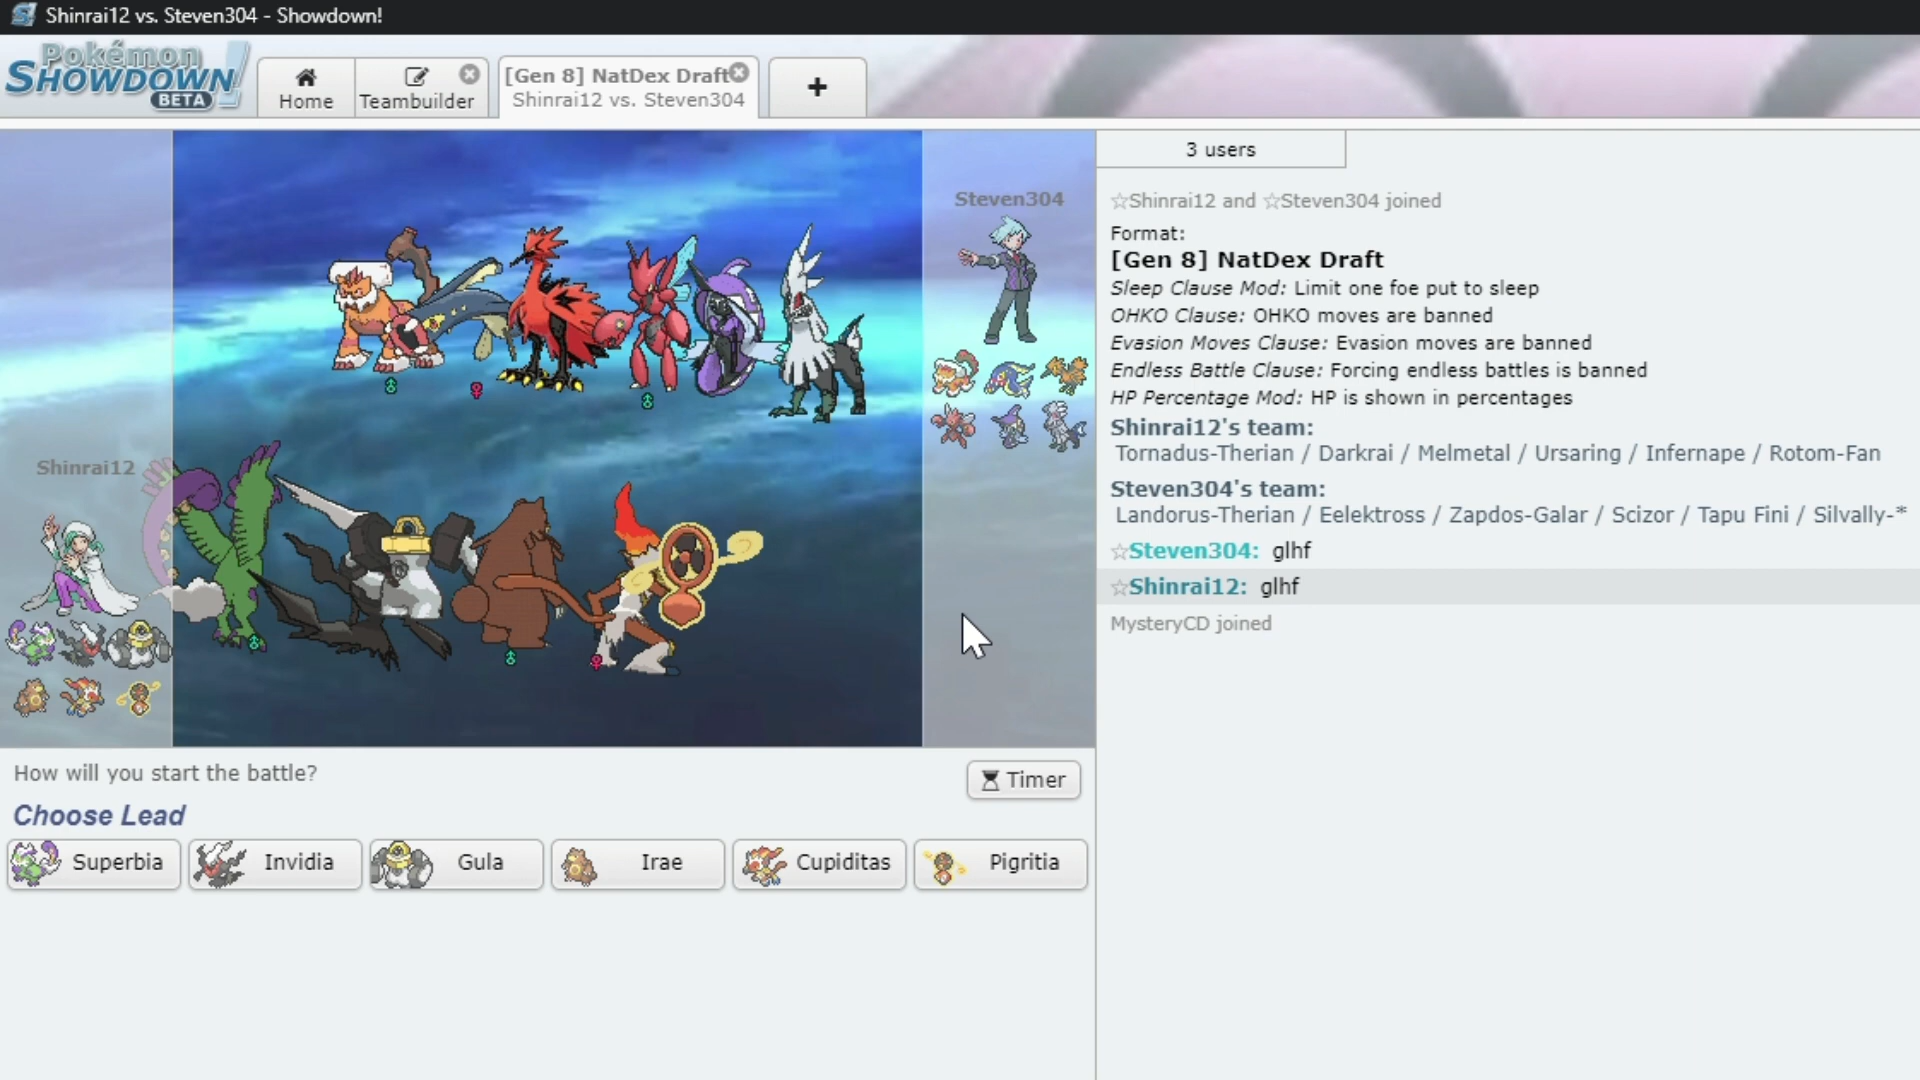 Shinrai12 vs. Steven304 - Showdown!
Pokémon
SHOWDOWN!
BETA
Home
Teambuilder
[Gen 8] NatDex Draft
Shinrai12 vs. Steven304
+
3 users
☆Shinrai12 and ☆Steven304 joined
Format:
[Gen 8] NatDex Draft
Sleep Clause Mod: Limit one foe put to sleep
OHKO Clause: OHKO moves are banned
Evasion Moves Clause: Evasion moves are banned
Endless Battle Clause: Forcing endless battles is banned
HP Percentage Mod: HP is shown in percentages
Shinrai12's team:
Tornadus-Therian / Darkrai / Melmetal / Ursaring / Infernape / Rotom-Fan
Steven304's team:
Landorus-Therian / Eelektross / Zapdos-Galar / Scizor / Tapu Fini / Silvally-*
☆Steven304: glhf
☆Shinrai12: glhf
MysteryCD joined
Steven304
Shinrai12
How will you start the battle?
Timer
Choose Lead
Superbia
Invidia
Gula
Irae
Cupiditas
Pigritia